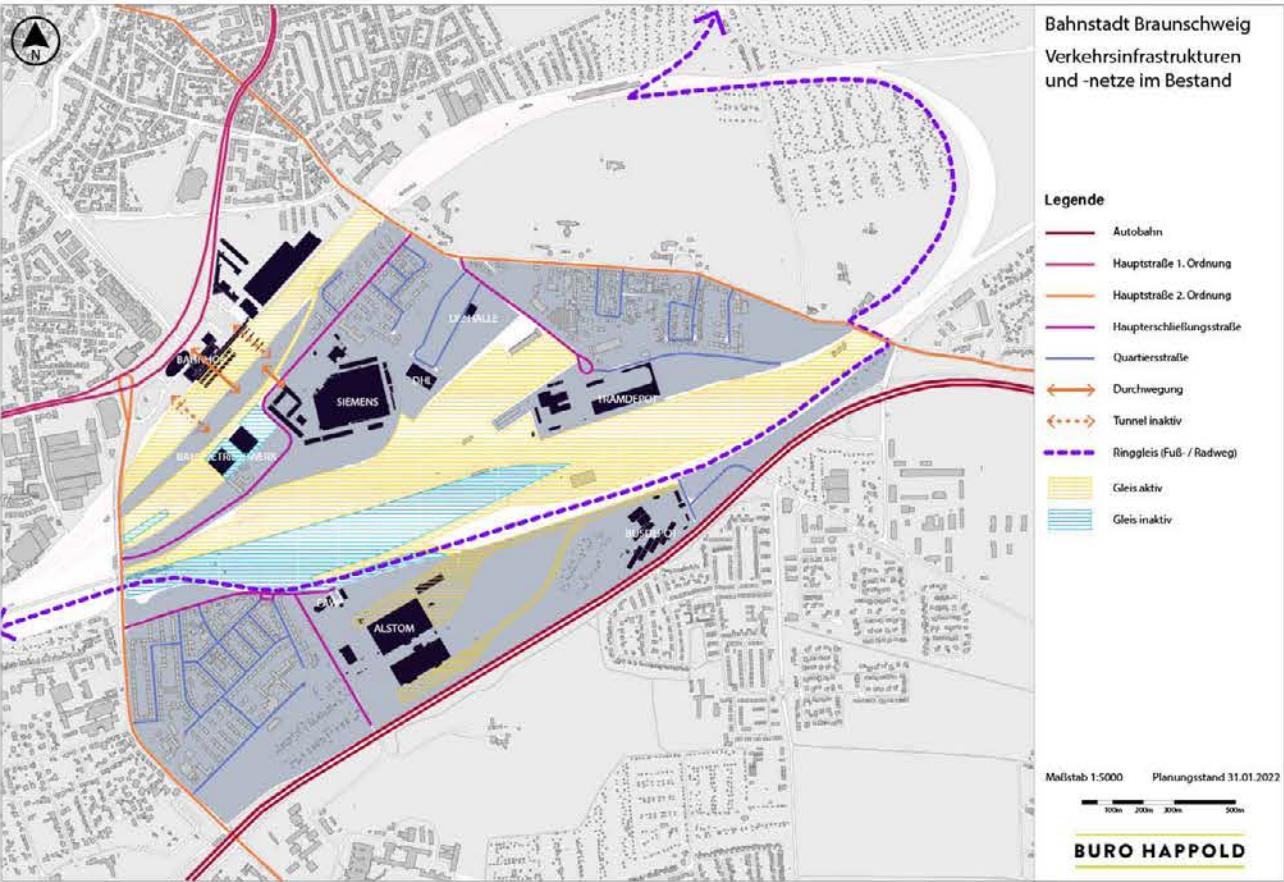 N
Bahnstadt Braunschweig
Verkehrsinfrastrukturen
und -netze im Bestand
Legende
Autobahn
Hauptstraße 1. Ordnung
Hauptstraße 2. Ordnung
Haupterschließungsstraße
Quartiersstraße
Durchwegung
Tunnel inaktiv
Ringgleis (Fuß- / Radweg)
Gleis aktiv
Gleis inaktiv
BAHNHOF
SIEMENS
DHL
TRAMDEPOT
BUSDEPOT
ALSTOM
Maßstab 1:5000 Planungsstand 31.01.2022
100m 200m 300m 500m
BURO HAPPOLD